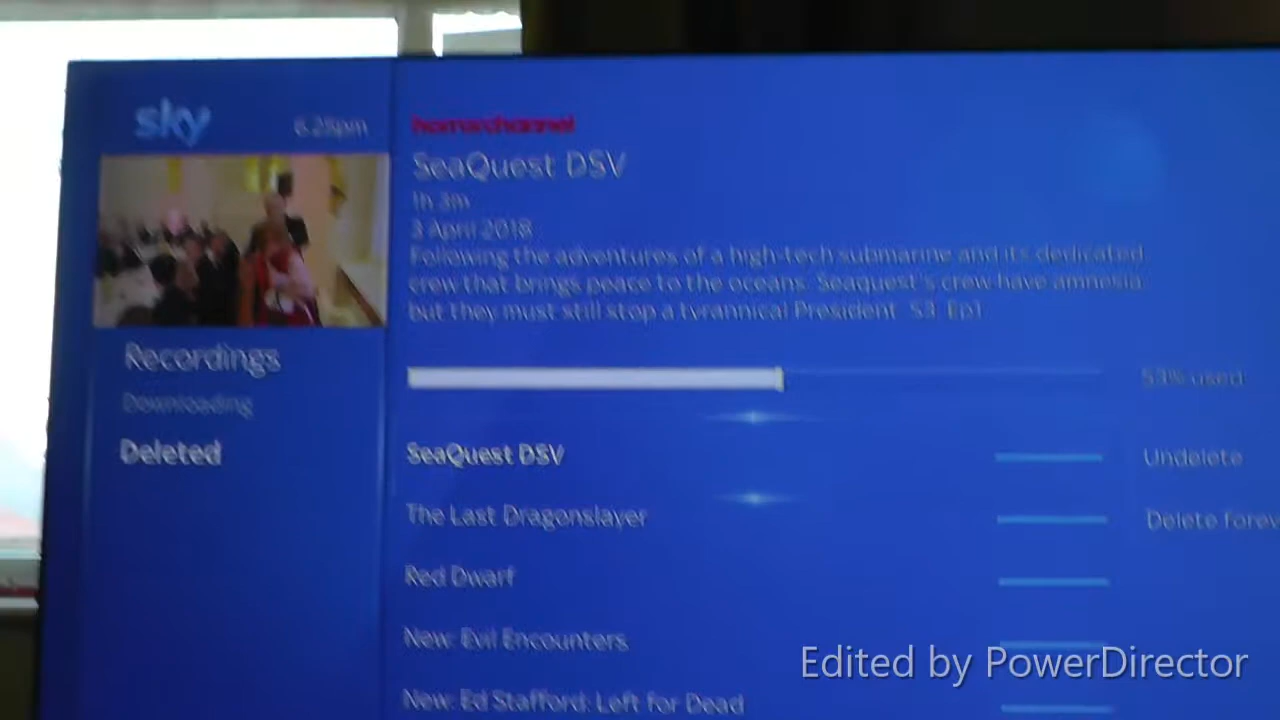 sky
6.28pm
horrorchannel
SeaQuest DSV
1h 3m
3 April 2018
Following the adventures of a high-tech submarine and its dedicated
crew that brings peace to the oceans. Seaquest's crew have amnesia,
but they must still stop a tyrannical President. S3 Ep1
53% used
Recordings
Downloading
Deleted
SeaQuest DSV
Undelete
The Last Dragonslayer
Delete forev
Red Dwarf
New: Evil Encounters
New: Ed Stafford: Left for Dead
Edited by PowerDirector